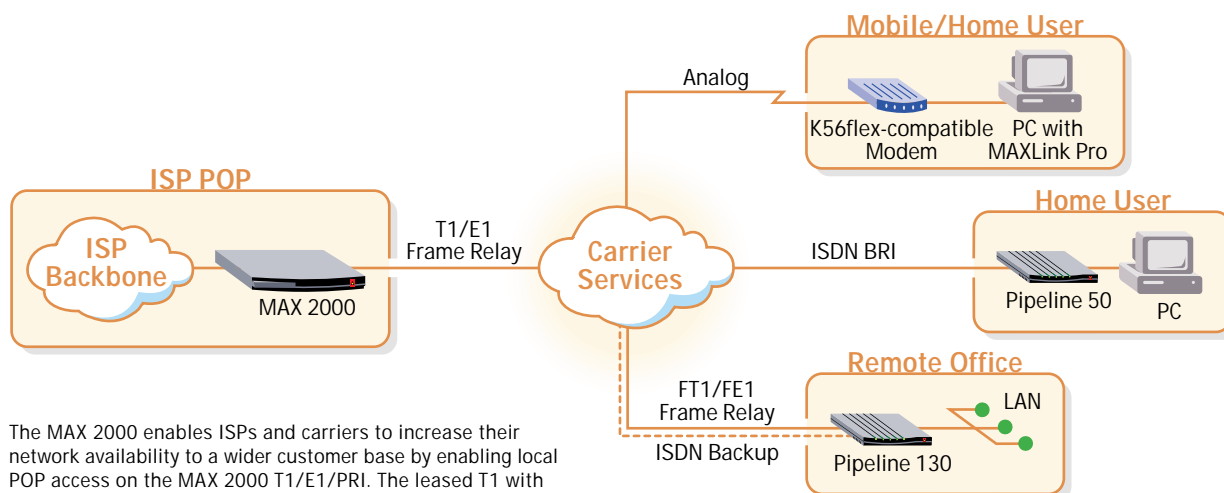 Mobile/Home User
Analog
K56flex-compatible
Modem
PC with
MAXLink Pro
ISP POP
ISP
Backbone
MAX 2000
T1/E1
Frame Relay
Carrier
Services
Home User
ISDN BRI
Pipeline 50
PC
Remote Office
FT1/FE1
Frame Relay
ISDN Backup
LAN
Pipeline 130
The MAX 2000 enables ISPs and carriers to increase their
network availability to a wider customer base by enabling local
POP access on the MAX 2000 T1/E1/PRI. The leased T1 with